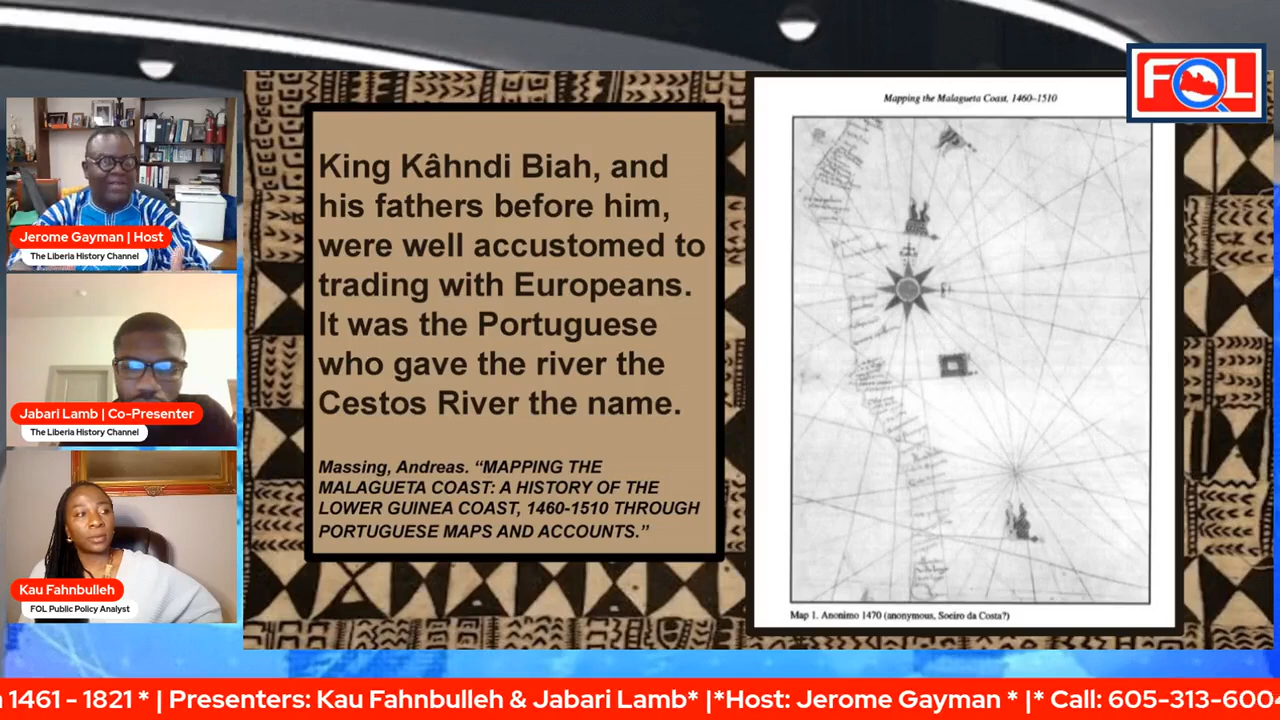 FOL
Mapping the Malagueta Coast, 1460–1510
King Kâhndi Biah, and
his fathers before him,
were well accustomed to
trading with Europeans.
It was the Portuguese
who gave the river the
Cestos River the name.
Massing, Andreas. “MAPPING THE
MALAGUETA COAST: A HISTORY OF THE
LOWER GUINEA COAST, 1460-1510 THROUGH
PORTUGUESE MAPS AND ACCOUNTS.”
Map 1. Anonimo 1470 (anonymous, Soeiro da Costa?)
Jerome Gayman | Host
The Liberia History Channel
Jabari Lamb | Co-Presenter
The Liberia History Channel
Kau Fahnbulleh
FOL Public Policy Analyst
1461 - 1821 * | Presenters: Kau Fahnbulleh & Jabari Lamb* |*Host: Jerome Gayman * |* Call: 605-313-600